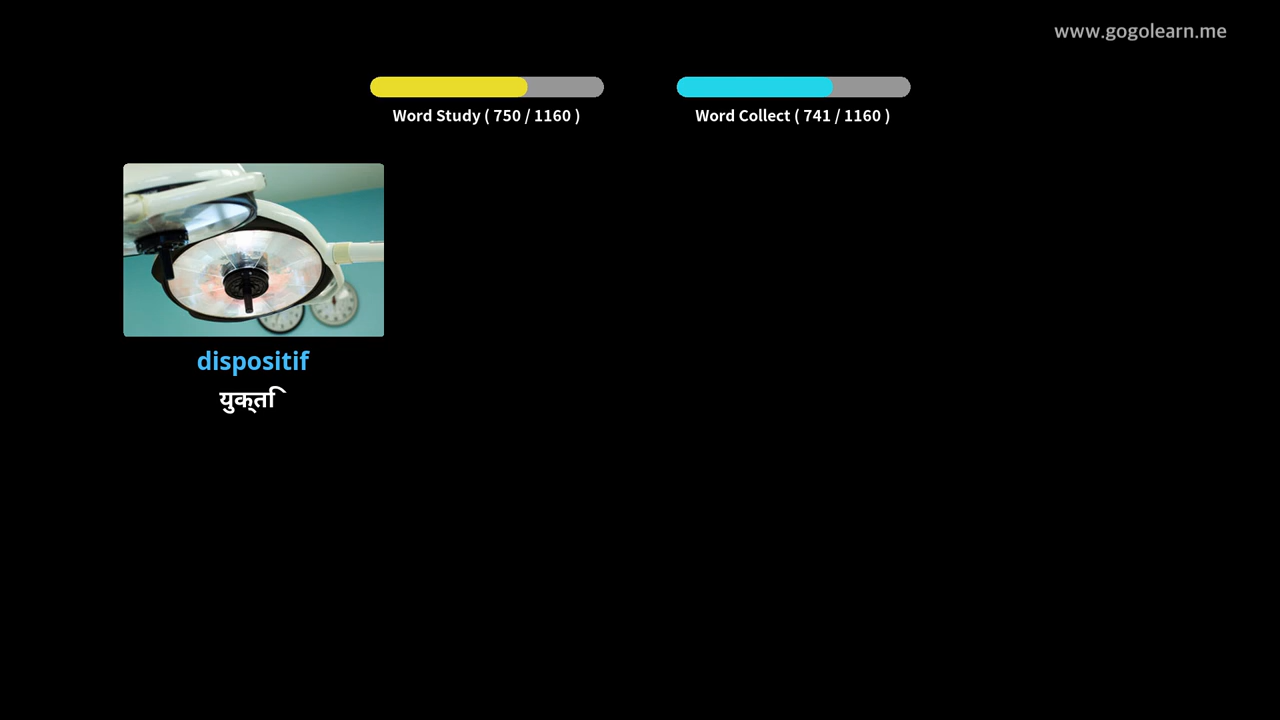 www.gogolearn.me
Word Study ( 750 / 1160 )
Word Collect ( 741 / 1160 )
dispositif
युक्ति